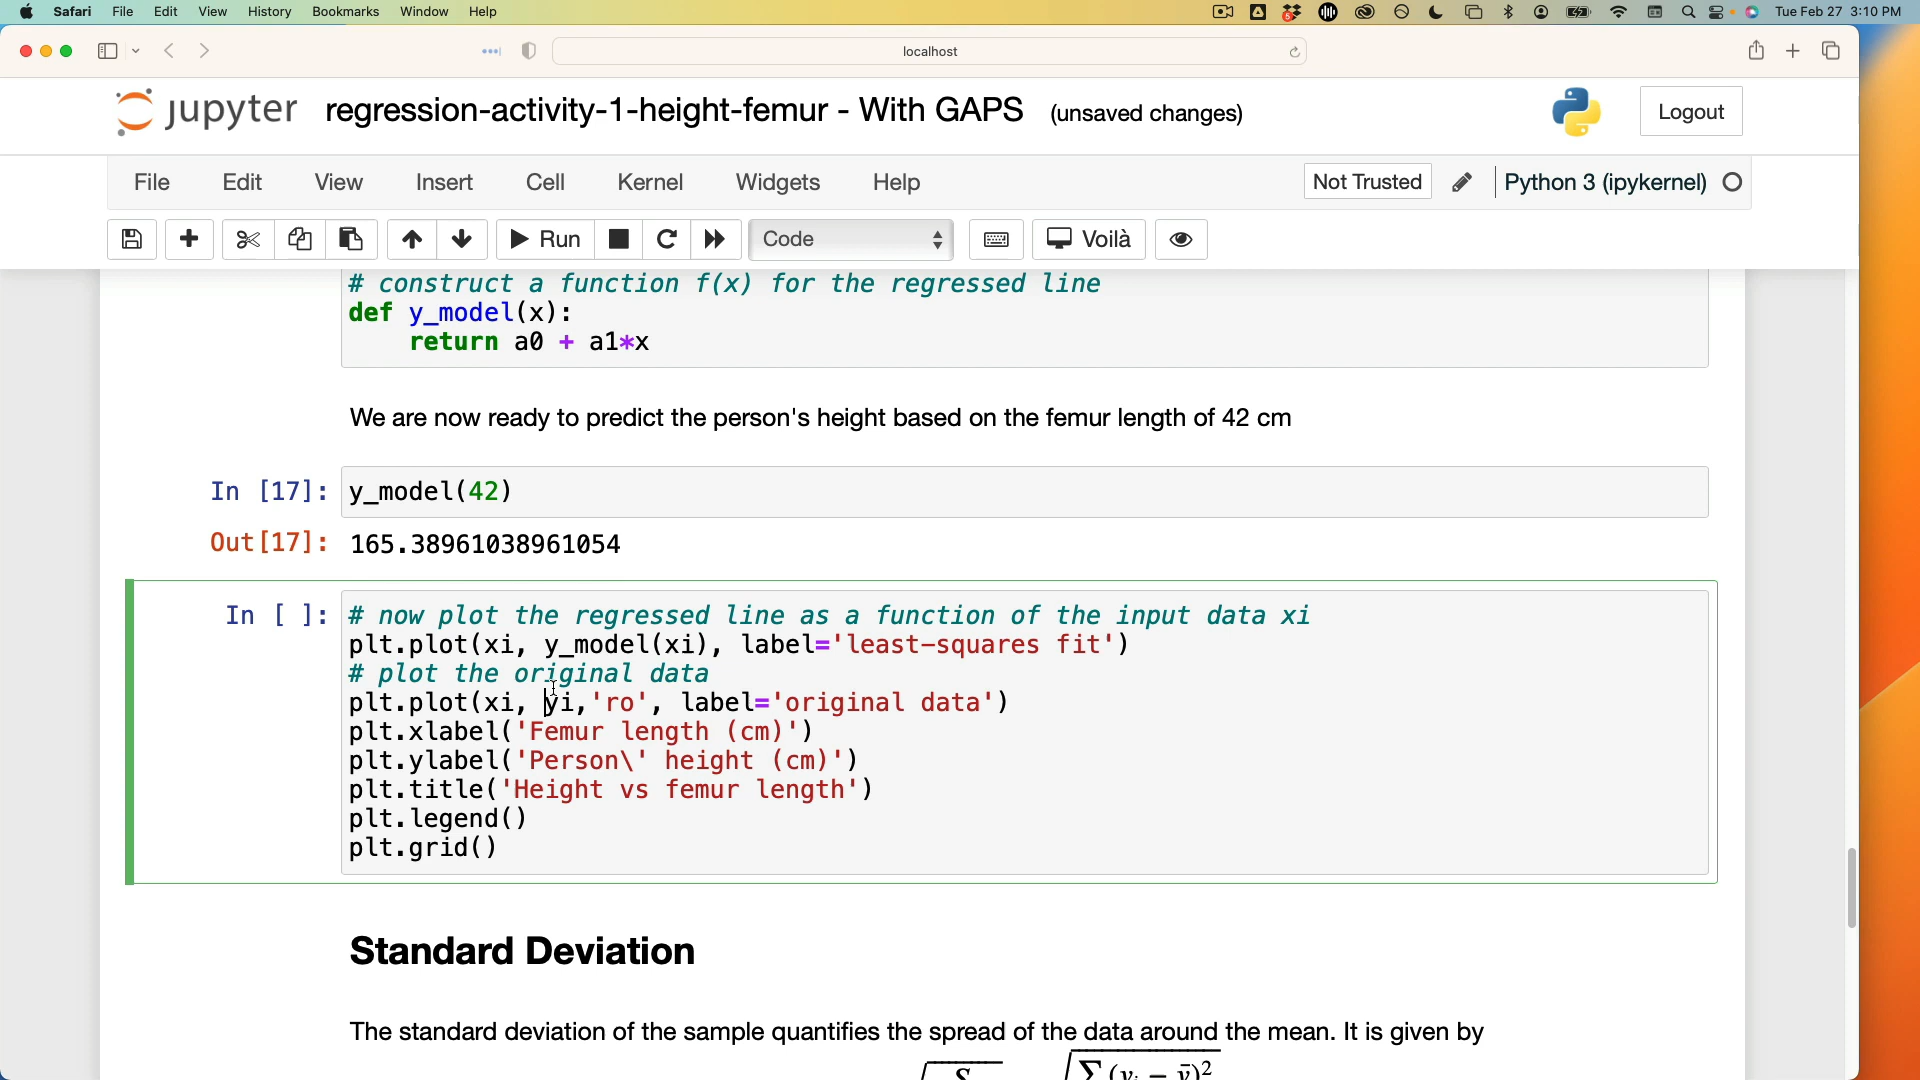 Safari File Edit View History Bookmarks Window Help Tue Feb 27 3:10 PM
localhost
jupyter regression-activity-1-height-femur - With GAPS (unsaved changes) Logout
File Edit View Insert Cell Kernel Widgets Help Not Trusted Python 3 (ipykernel)
Run Code Voilà
# construct a function f(x) for the regressed line
def y_model(x):
return a0 + a1*x
We are now ready to predict the person's height based on the femur length of 42 cm
In [17]: y_model(42)
Out[17]: 165.38961038961054
In [ ]: # now plot the regressed line as a function of the input data xi
plt.plot(xi, y_model(xi), label='least-squares fit')
# plot the original data
plt.plot(xi, yi,'ro', label='original data')
plt.xlabel('Femur length (cm)')
plt.ylabel('Person\' height (cm)')
plt.title('Height vs femur length')
plt.legend()
plt.grid()
Standard Deviation
The standard deviation of the sample quantifies the spread of the data around the mean. It is given by